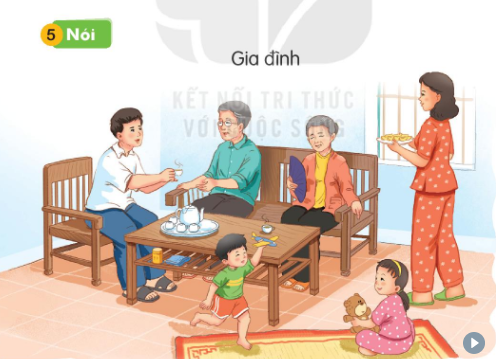 5 Nói
Gia đình
KẾT NỐI TRI THỨC
VỚI CUỘC SỐNG